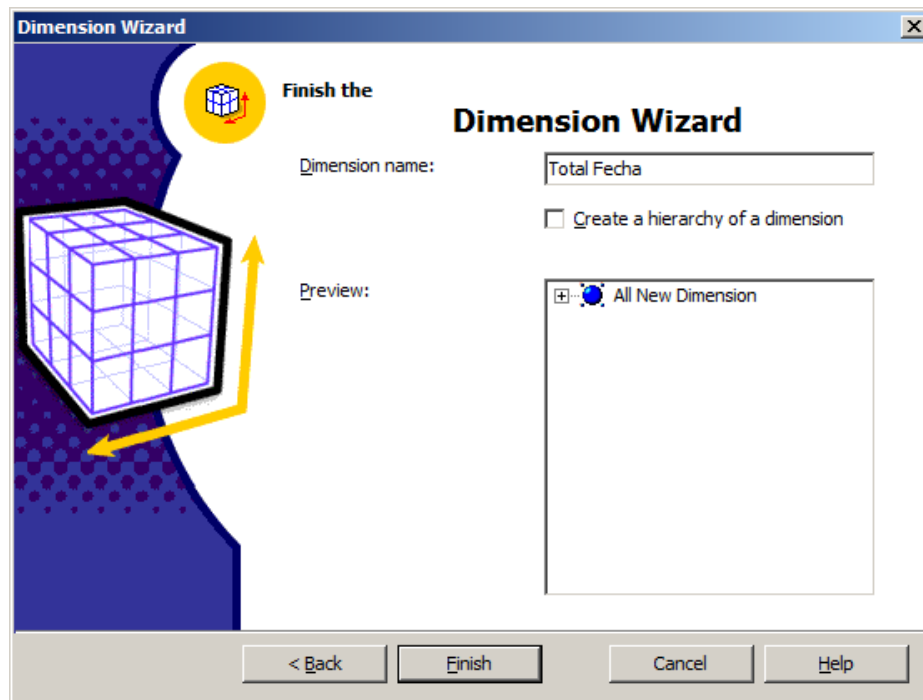 Dimension Wizard
Finish the
Dimension Wizard
Dimension name:
Total Fecha
Create a hierarchy of a dimension
Preview:
All New Dimension
< Back
Finish
Cancel
Help